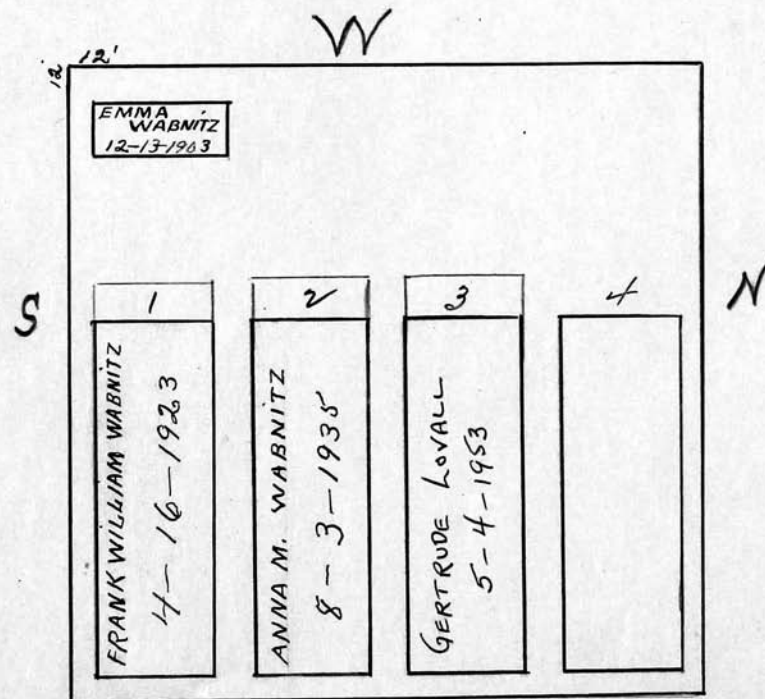 W
12'
12
EMMA
WABNITZ
12-13-1963
S
N
1
2
3
4
FRANK WILLIAM WABNITZ
4-16-1923
ANNA M. WABNITZ
8-3-1935
GERTRUDE LOVALL
5-4-1953